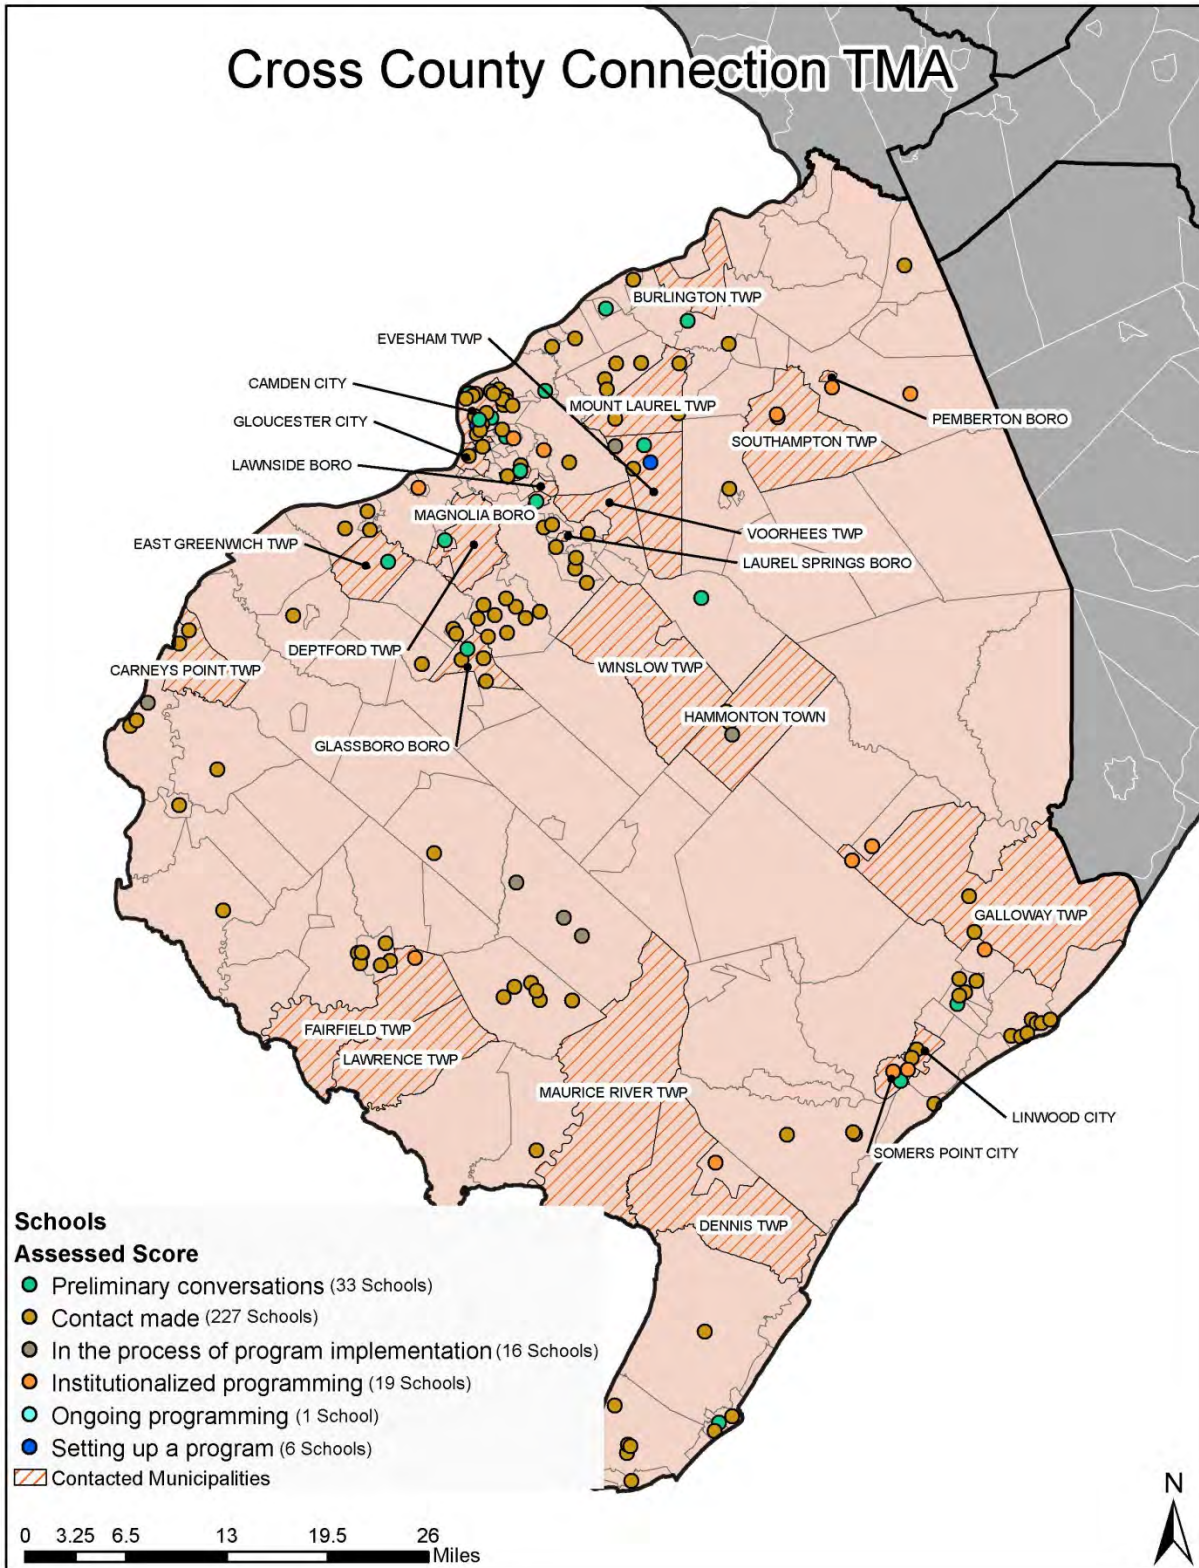 Cross County Connection TMA
BURLINGTON TWP
EVESHAM TWP
CAMDEN CITY
MOUNT LAUREL TWP
GLOUCESTER CITY
PEMBERTON BORO
SOUTHAMPTON TWP
LAWNSIDE BORO
MAGNOLIA BORO
VOORHEES TWP
EAST GREENWICH TWP
LAUREL SPRINGS BORO
DEPTFORD TWP
CARNEYS POINT TWP
WINSLOW TWP
HAMMONTON TOWN
GLASSBORO BORO
GALLOWAY TWP
FAIRFIELD TWP
LAWRENCE TWP
MAURICE RIVER TWP
LINWOOD CITY
SOMERS POINT CITY
DENNIS TWP
Schools
Assessed Score
Preliminary conversations (33 Schools)
Contact made (227 Schools)
In the process of program implementation (16 Schools)
Institutionalized programming (19 Schools)
Ongoing programming (1 School)
Setting up a program (6 Schools)
Contacted Municipalities
N
0 3.25 6.5 13 19.5 26
Miles